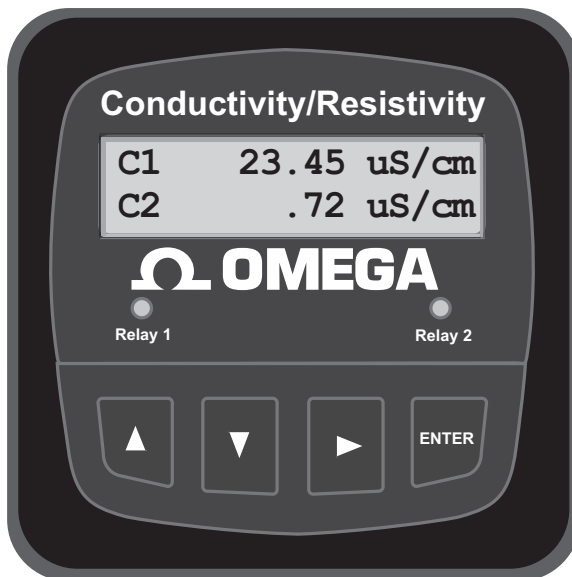 Conductivity/Resistivity
C1 23.45 uS/cm
C2 .72 uS/cm
Ω OMEGA
Relay 1 Relay 2
ENTER